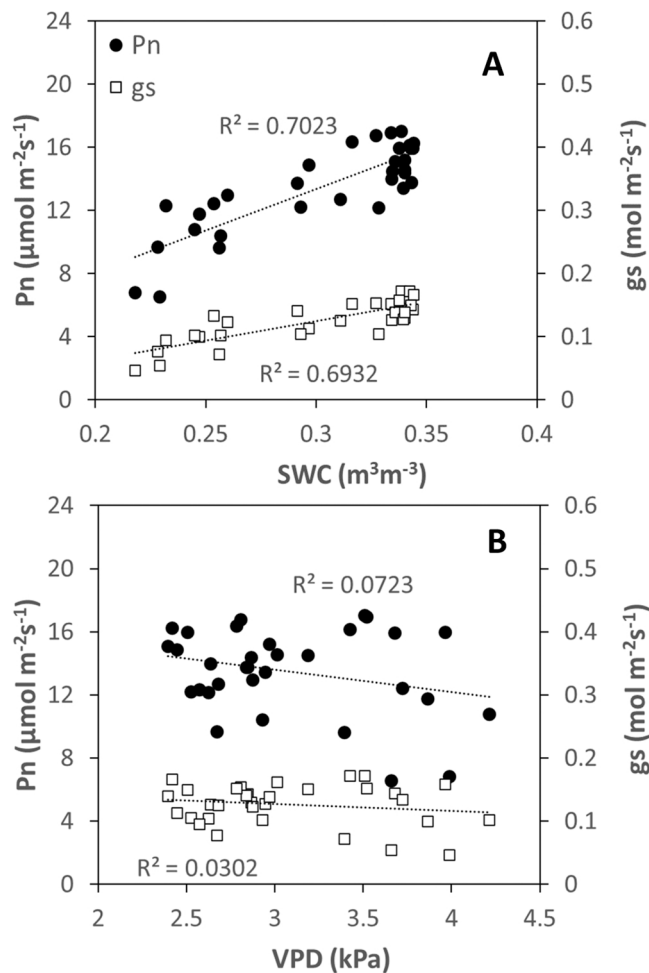 24
20
16
12
8
4
0
Pn (µmol m⁻²s⁻¹)
Pn
gs
A
R² = 0.7023
R² = 0.6932
0.6
0.5
0.4
0.3
0.2
0.1
0
gs (mol m⁻²s⁻¹)
0.2 0.25 0.3 0.35 0.4
SWC (m³m⁻³)
24
20
16
12
8
4
0
Pn (µmol m⁻²s⁻¹)
B
R² = 0.0723
R² = 0.0302
0.6
0.5
0.4
0.3
0.2
0.1
0
gs (mol m⁻²s⁻¹)
2 2.5 3 3.5 4 4.5
VPD (kPa)